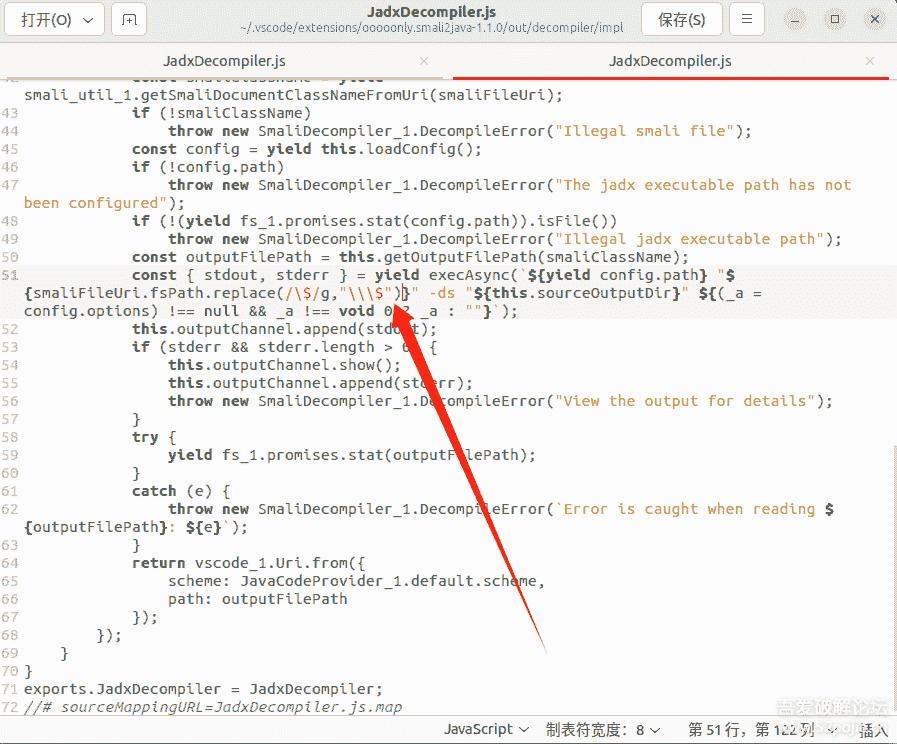 打开(O)
JadxDecompiler.js
~/.vscode/extensions/ooooonly.smali2java-1.1.0/out/decompiler/impl
保存(S)
JadxDecompiler.js
JadxDecompiler.js
smali_util_1.getSmaliDocumentClassNameFromUri(smaliFileUri);
43 if (!smaliClassName)
44 throw new SmaliDecompiler_1.DecompileError("Illegal smali file");
45 const config = yield this.loadConfig();
46 if (!config.path)
47 throw new SmaliDecompiler_1.DecompileError("The jadx executable path has not
been configured");
48 if (!(yield fs_1.promises.stat(config.path)).isFile())
49 throw new SmaliDecompiler_1.DecompileError("Illegal jadx executable path");
50 const outputFilePath = this.getOutputFilePath(smaliClassName);
51 const { stdout, stderr } = yield execAsync(`${yield config.path} "$
{smaliFileUri.fsPath.replace(/\$/g,"\\\$")}" -ds "${this.sourceOutputDir}" ${(_a =
config.options) !== null && _a !== void 0 ? _a : ""}`);
52 this.outputChannel.append(stdout);
53 if (stderr && stderr.length > 0) {
54 this.outputChannel.show();
55 this.outputChannel.append(stderr);
56 throw new SmaliDecompiler_1.DecompileError("View the output for details");
57 }
58 try {
59 yield fs_1.promises.stat(outputFilePath);
60 }
61 catch (e) {
62 throw new SmaliDecompiler_1.DecompileError(`Error is caught when reading $
{outputFilePath}: ${e}`);
63 }
64 return vscode_1.Uri.from({
65 scheme: JavaCodeProvider_1.default.scheme,
66 path: outputFilePath
67 });
68 });
69 }
70 }
71 exports.JadxDecompiler = JadxDecompiler;
72 //# sourceMappingURL=JadxDecompiler.js.map
吾爱破解论坛
JavaScript 制表符宽度：8 第 51 行，第 122 列 插入